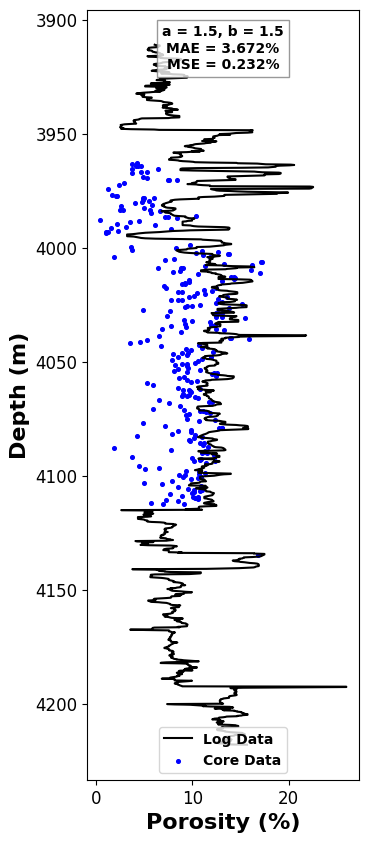 3900
a = 1.5, b = 1.5
MAE = 3.672%
MSE = 0.232%
3950
4000
4050
Depth (m)
4100
4150
4200
Log Data
Core Data
0 10 20
Porosity (%)